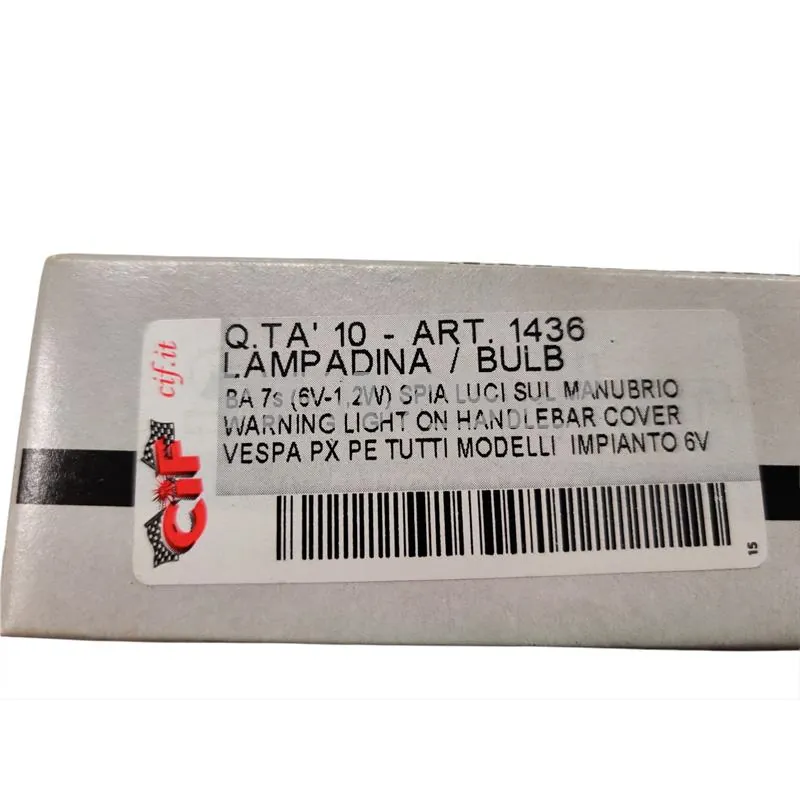 Q.TA' 10 - ART. 1436
LAMPADINA / BULB
BA 7s (6V-1,2W) SPIA LUCI SUL MANUBRIO
WARNING LIGHT ON HANDLEBAR COVER
VESPA PX PE TUTTI MODELLI IMPIANTO 6V
cif.it
CIF
15